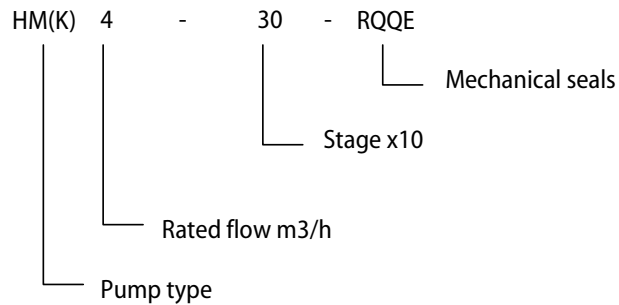 HM(K) 4 - 30 - RQQE
Mechanical seals
Stage x10
Rated flow m3/h
Pump type